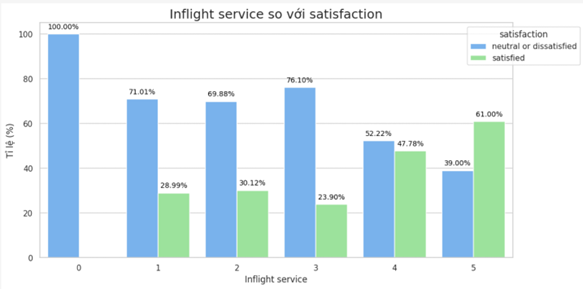 Inflight service so với satisfaction
satisfaction
neutral or dissatisfied
satisfied
Tỉ lệ (%)
100
80
60
40
20
0
100.00%
71.01%
28.99%
69.88%
30.12%
76.10%
23.90%
52.22%
47.78%
39.00%
61.00%
0 1 2 3 4 5
Inflight service